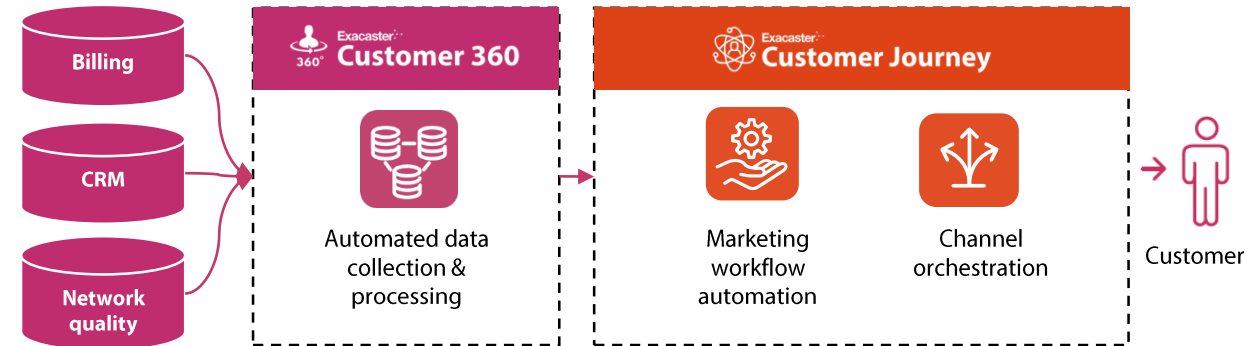 Billing
CRM
Network
quality
360°
Exacaster
Customer 360
Automated data
collection &
processing
Exacaster
Customer Journey
Marketing
workflow
automation
Channel
orchestration
Customer